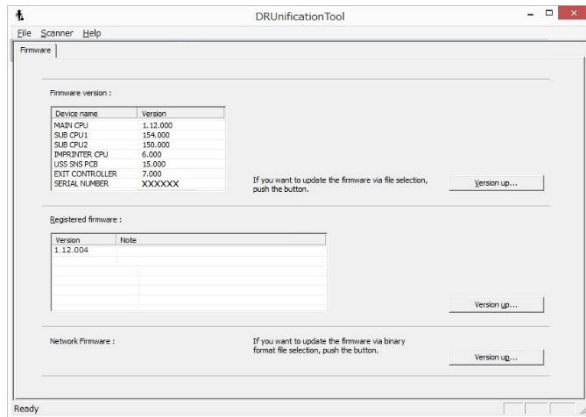 DRUnificationTool
File Scanner Help
Firmware
Firmware version :
Device name Version
MAIN CPU 1.12.000
SUB CPU1 154.000
SUB CPU2 150.000
IMPRINTER CPU 6.000
USS SNS PCB 15.000
EXIT CONTROLLER 7.000
SERIAL NUMBER XXXXXX
If you want to update the firmware via file selection,
push the button.
Version up...
Registered firmware :
Version Note
1.12.004
Version up...
Network Firmware :
If you want to update the firmware via binary
format file selection, push the button.
Version up...
Ready